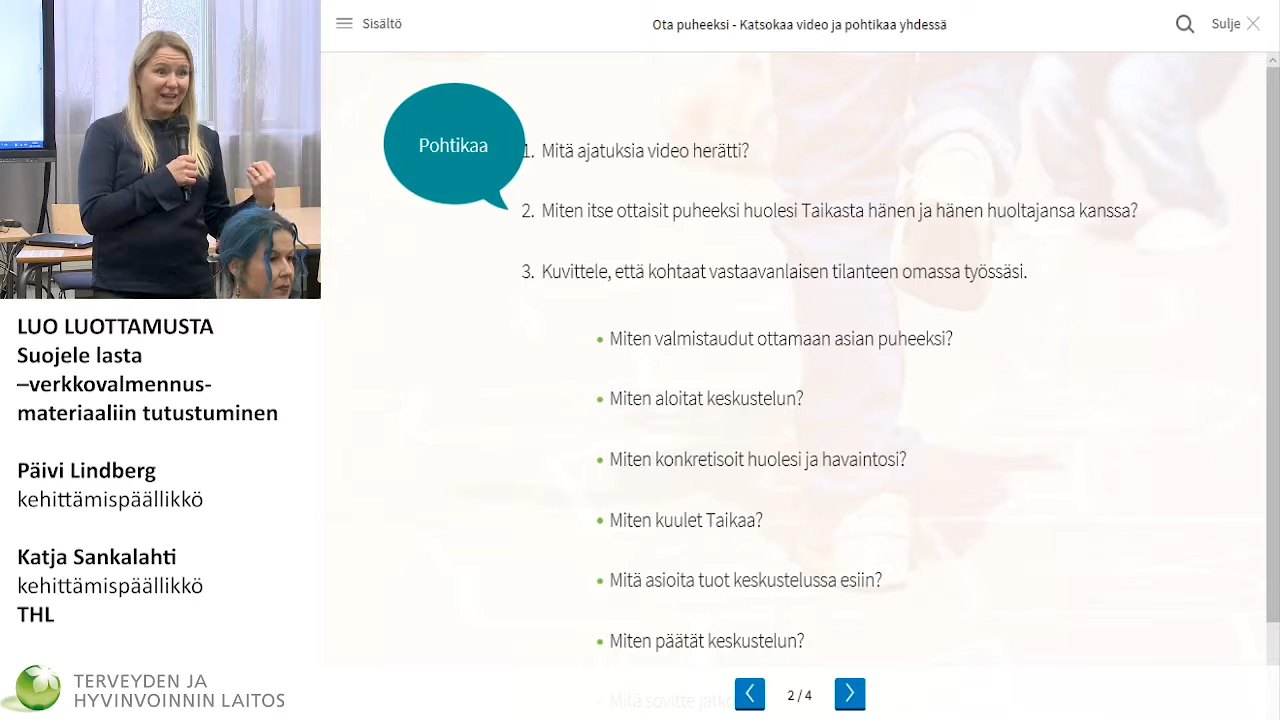 Sisältö
Ota puheeksi - Katsokaa video ja pohtikaa yhdessä
Sulje
Pohtikaa
1. Mitä ajatuksia video herätti?
2. Miten itse ottaisit puheeksi huolesi Taikasta hänen ja hänen huoltajansa kanssa?
3. Kuvittele, että kohtaat vastaavanlaisen tilanteen omassa työssäsi.
• Miten valmistaudut ottamaan asian puheeksi?
• Miten aloitat keskustelun?
• Miten konkretisoit huolesi ja havaintosi?
• Miten kuulet Taikaa?
• Mitä asioita tuot keskustelussa esiin?
• Miten päätät keskustelun?
• Mitä sovitte
2 / 4
LUO LUOTTAMUSTA
Suojele lasta
–verkkovalmennus-
materiaaliin tutustuminen
Päivi Lindberg
kehittämispäällikkö
Katja Sankalahti
kehittämispäällikkö
THL
TERVEYDEN JA
HYVINVOINNIN LAITOS